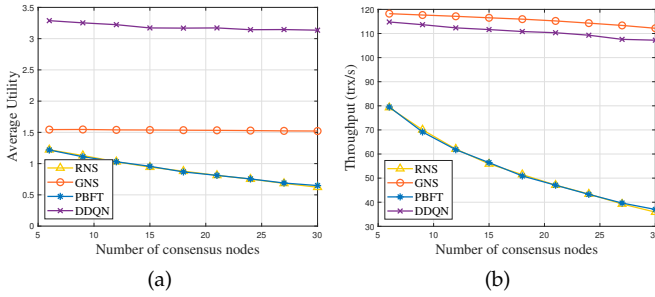 3.5
3
2.5
2
1.5
1
0.5
0
Average Utility
RNS
GNS
PBFT
DDQN
5 10 15 20 25 30
Number of consensus nodes
(a)
120
110
100
90
80
70
60
50
40
30
Throughput (trx/s)
RNS
GNS
PBFT
DDQN
5 10 15 20 25 30
Number of consensus nodes
(b)